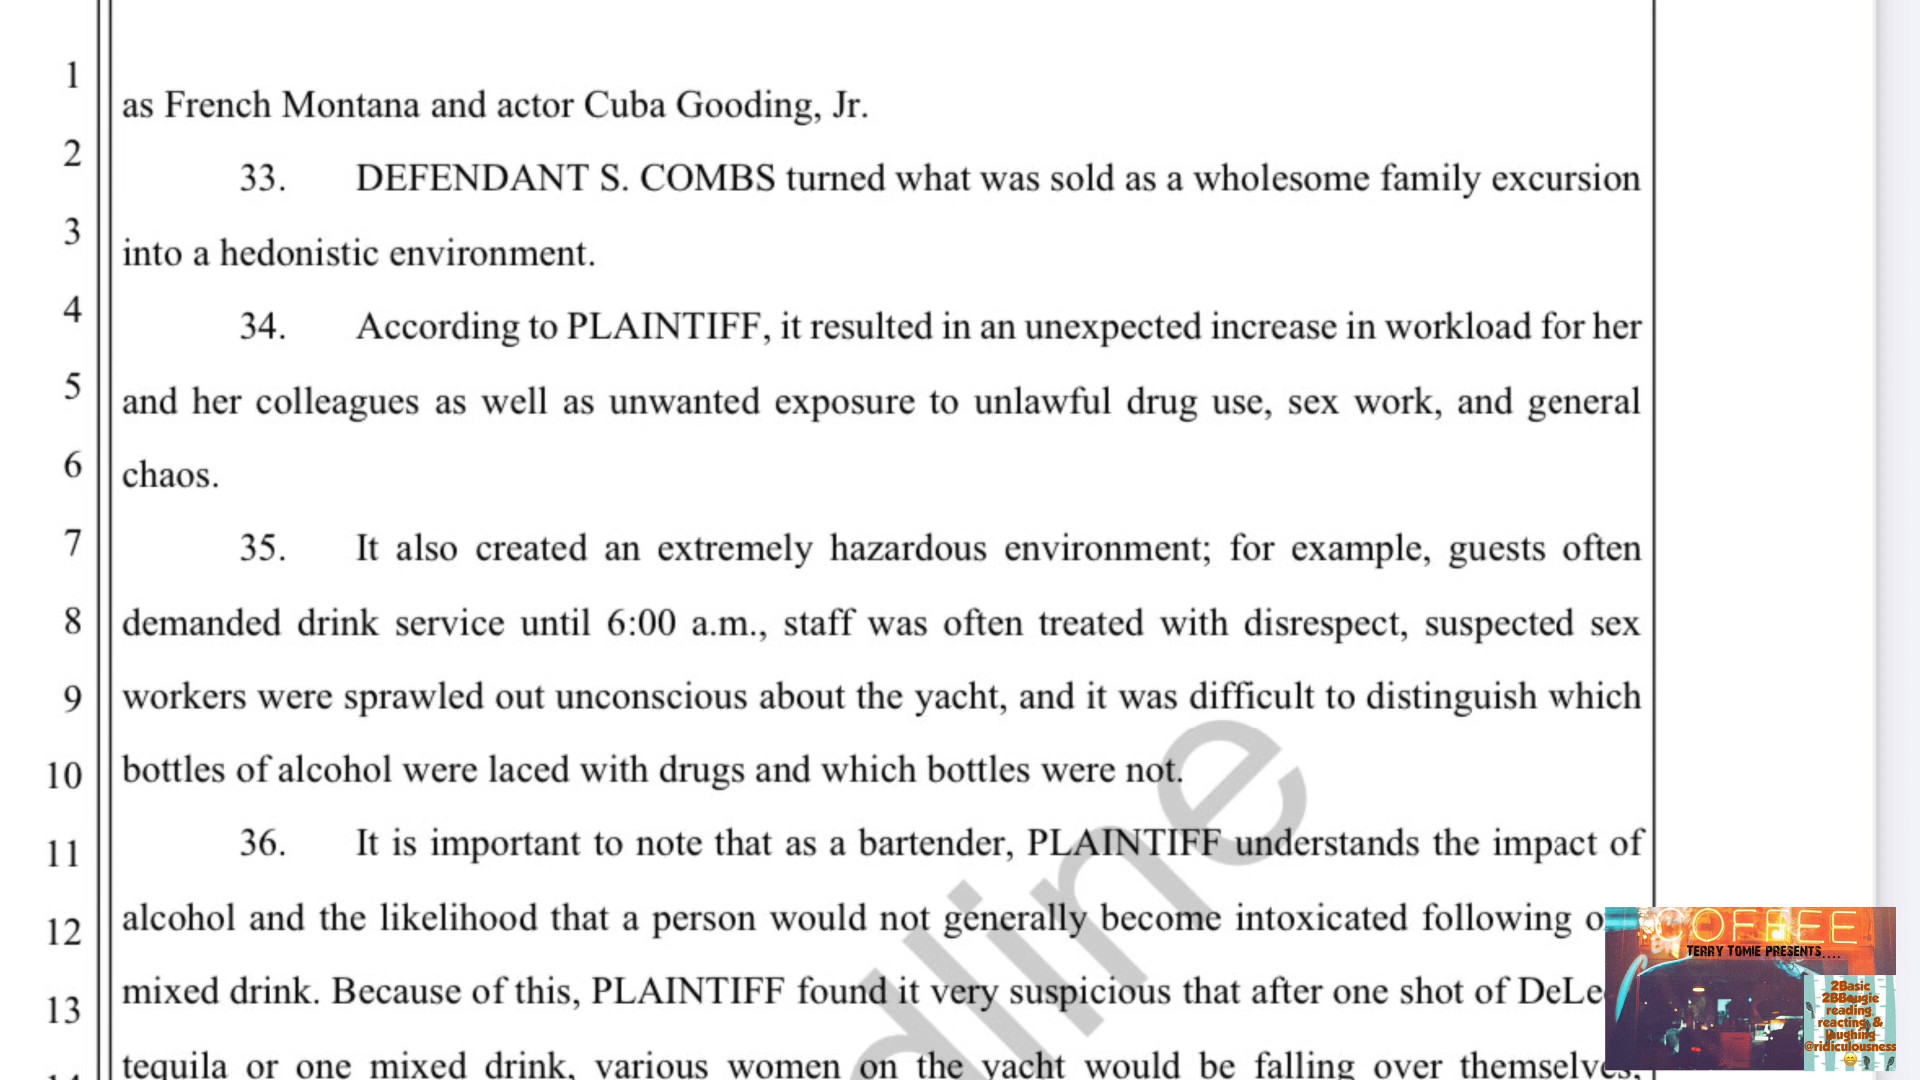 1
as French Montana and actor Cuba Gooding, Jr.
2
33. DEFENDANT S. COMBS turned what was sold as a wholesome family excursion
3
into a hedonistic environment.
4
34. According to PLAINTIFF, it resulted in an unexpected increase in workload for her
5
and her colleagues as well as unwanted exposure to unlawful drug use, sex work, and general
6
chaos.
7
35. It also created an extremely hazardous environment; for example, guests often
8
demanded drink service until 6:00 a.m., staff was often treated with disrespect, suspected sex
9
workers were sprawled out unconscious about the yacht, and it was difficult to distinguish which
10
bottles of alcohol were laced with drugs and which bottles were not.
11
36. It is important to note that as a bartender, PLAINTIFF understands the impact of
12
alcohol and the likelihood that a person would not generally become intoxicated following
13
mixed drink. Because of this, PLAINTIFF found it very suspicious that after one shot of
tequila or one mixed drink, various women on the yacht would be falling over themselves,
dline
COFFEE
TERRY TOMIE PRESENTS....
2Basic
2BBougie
reading
reacting, &
laughing
@ridiculousness